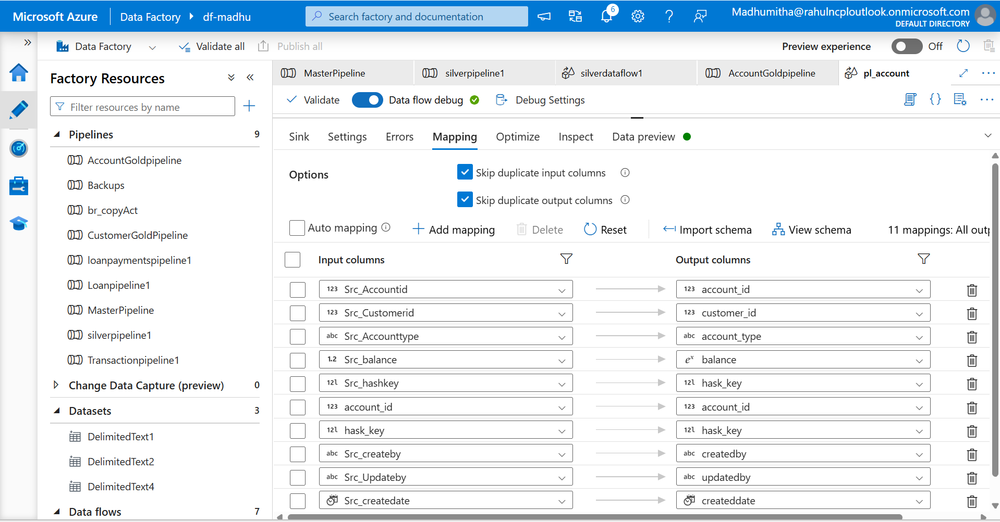 Microsoft Azure
Data Factory
df-madhu
Search factory and documentation
6
Madhumitha@rahulncploutlook.onmicrosoft.com
DEFAULT DIRECTORY
Data Factory
Validate all
Publish all
Preview experience
Off
Factory Resources
Filter resources by name
Pipelines 9
AccountGoldpipeline
Backups
br_copyAct
CustomerGoldPipeline
loanpaymentspipeline1
Loanpipeline1
MasterPipeline
silverpipeline1
Transactionpipeline1
Change Data Capture (preview) 0
Datasets 3
DelimitedText1
DelimitedText2
DelimitedText4
Data flows 7
MasterPipeline
silverpipeline1
silverdataflow1
AccountGoldpipeline
pl_account
Validate
Data flow debug
Debug Settings
Sink
Settings
Errors
Mapping
Optimize
Inspect
Data preview
Options
Skip duplicate input columns
Skip duplicate output columns
Auto mapping
Add mapping
Delete
Reset
Import schema
View schema
11 mappings: All outp
Input columns
Output columns
123 Src_Accountid 123 account_id
123 Src_Customerid 123 customer_id
abc Src_Accounttype abc account_type
1.2 Src_balance eˣ balance
12l Src_hashkey 12l hask_key
123 account_id 123 account_id
12l hask_key 12l hask_key
abc Src_createby abc createdby
abc Src_Updateby abc updatedby
Src_createdate createddate